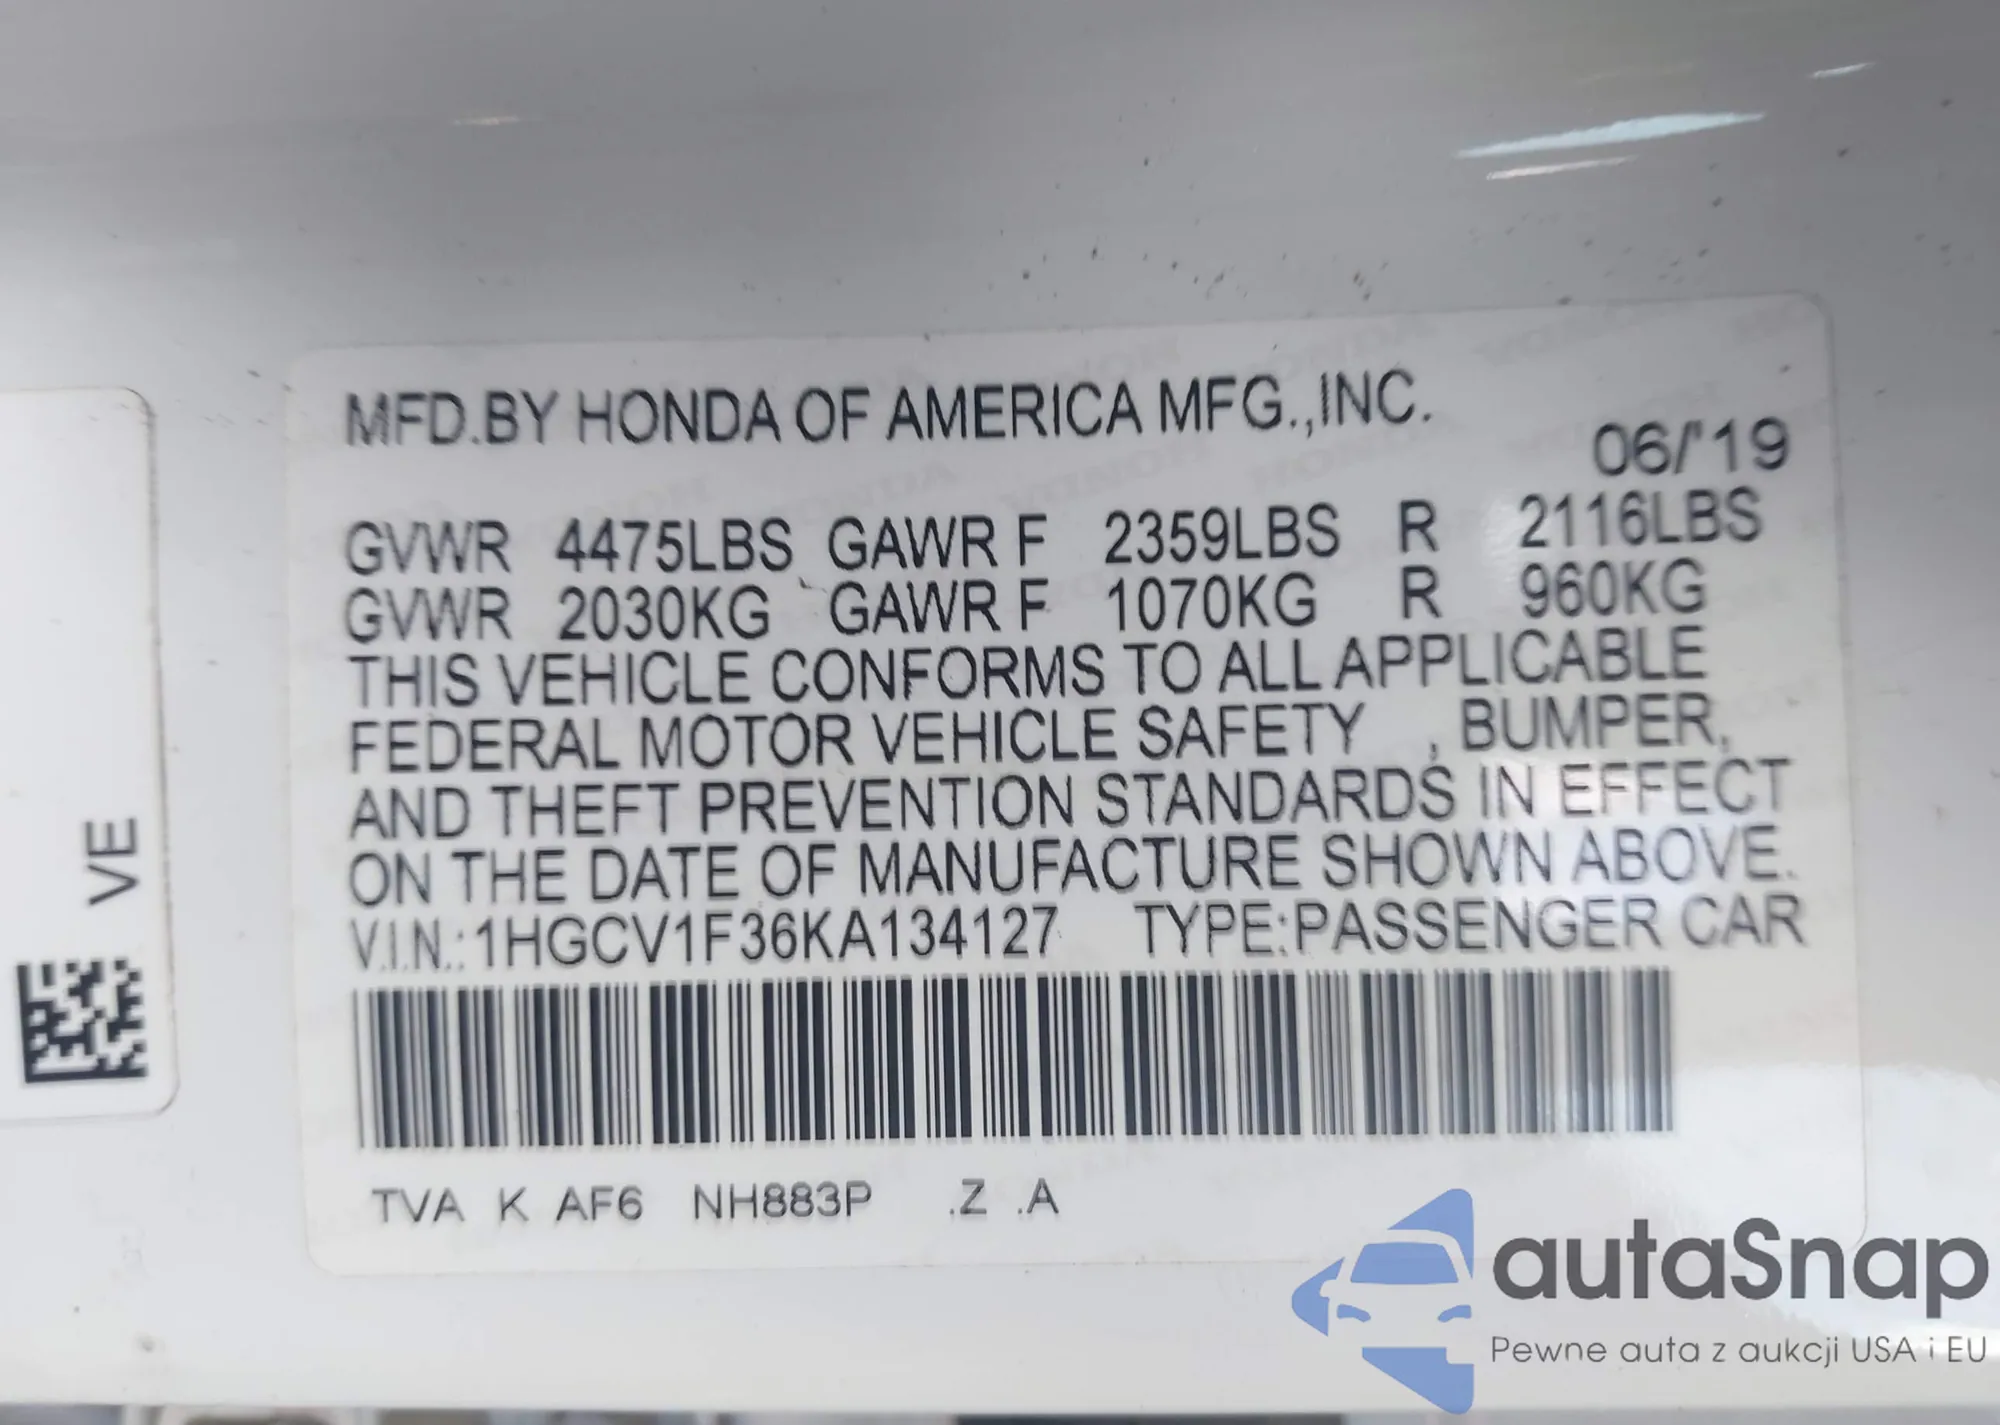 MFD.BY HONDA OF AMERICA MFG.,INC.
06/'19
GVWR 4475LBS GAWR F 2359LBS R 2116LBS
GVWR 2030KG GAWR F 1070KG R 960KG
THIS VEHICLE CONFORMS TO ALL APPLICABLE
FEDERAL MOTOR VEHICLE SAFETY , BUMPER,
AND THEFT PREVENTION STANDARDS IN EFFECT
ON THE DATE OF MANUFACTURE SHOWN ABOVE.
V.I.N.: 1HGCV1F36KA134127 TYPE:PASSENGER CAR
TVA K AF6 NH883P .Z .A
VE
autaSnap
Pewne auta z aukcji USA i EU